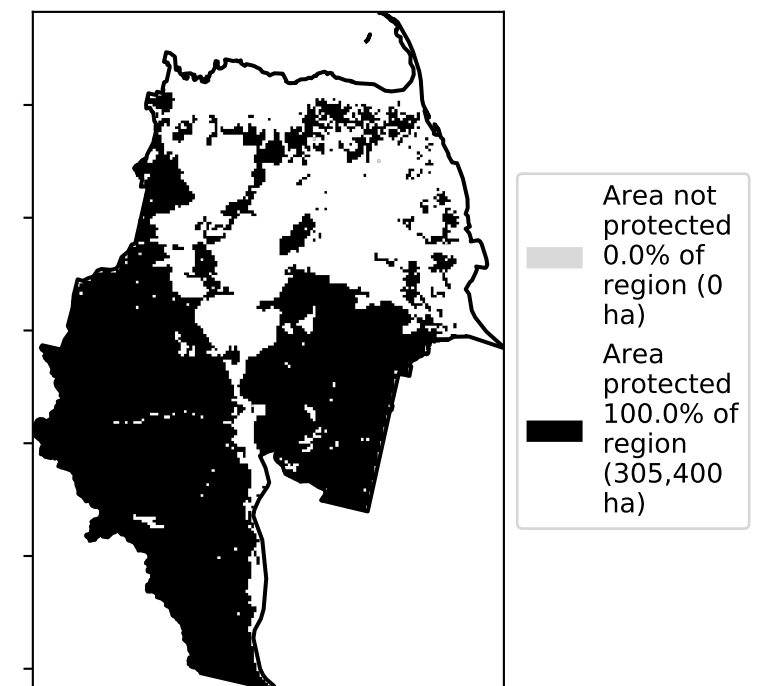 Area not
protected
0.0% of
region (0
ha)
Area
protected
100.0% of
region
(305,400
ha)